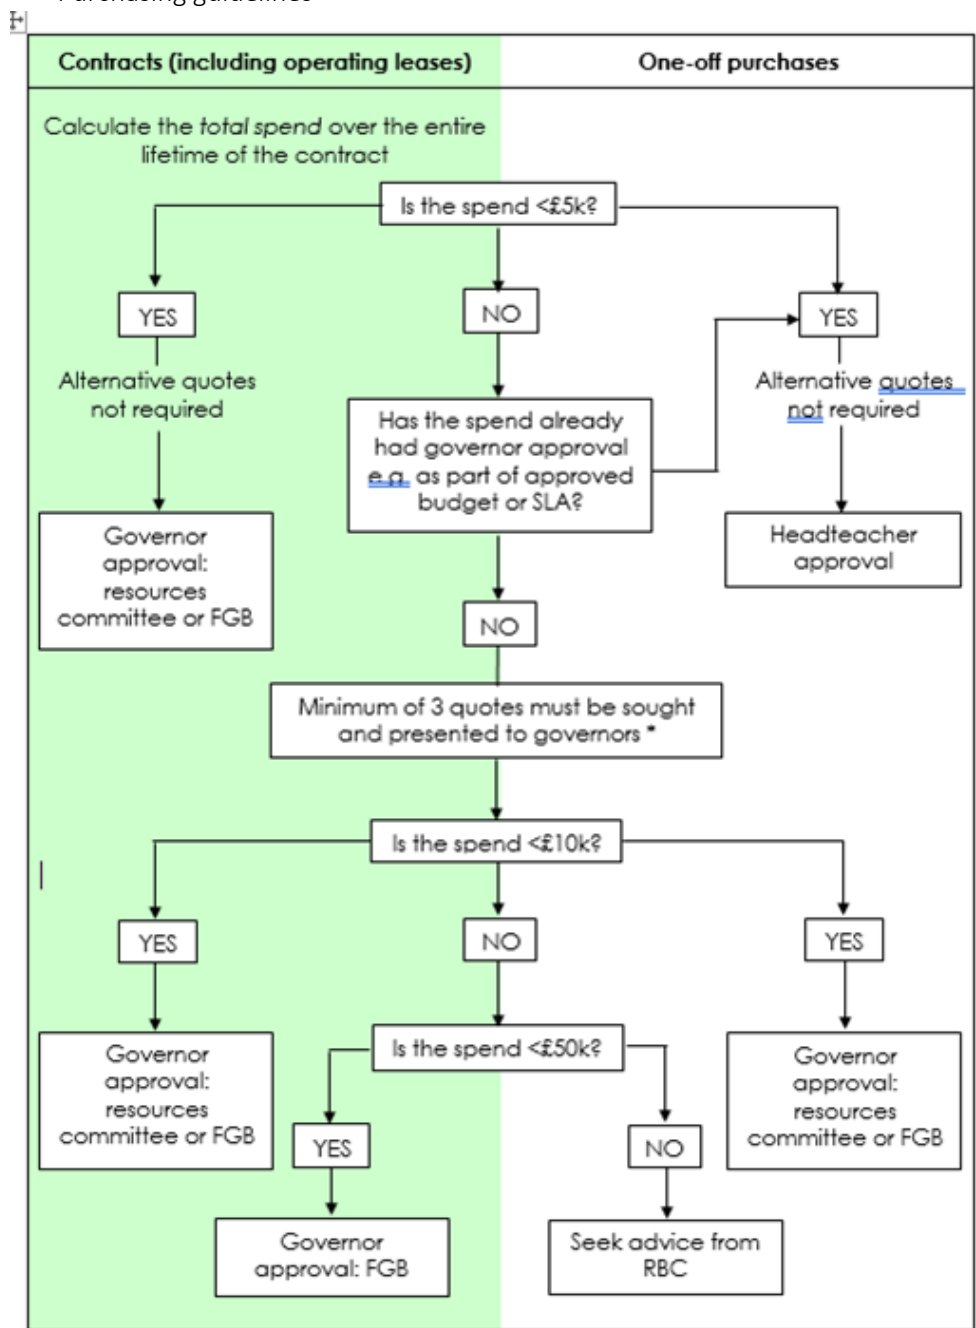 Purchasing guidelines
Contracts (including operating leases)
One-off purchases
Calculate the total spend over the entire
lifetime of the contract
Is the spend <£5k?
YES
NO
YES
Alternative quotes
not required
Has the spend already
had governor approval
e.g. as part of approved
budget or SLA?
Alternative quotes
not required
Governor
approval:
resources
committee or FGB
Headteacher
approval
NO
Minimum of 3 quotes must be sought
and presented to governors *
Is the spend <£10k?
YES
NO
YES
Governor
approval:
resources
committee or FGB
Is the spend <£50k?
Governor
approval:
resources
committee or FGB
YES
NO
Governor
approval: FGB
Seek advice from
RBC